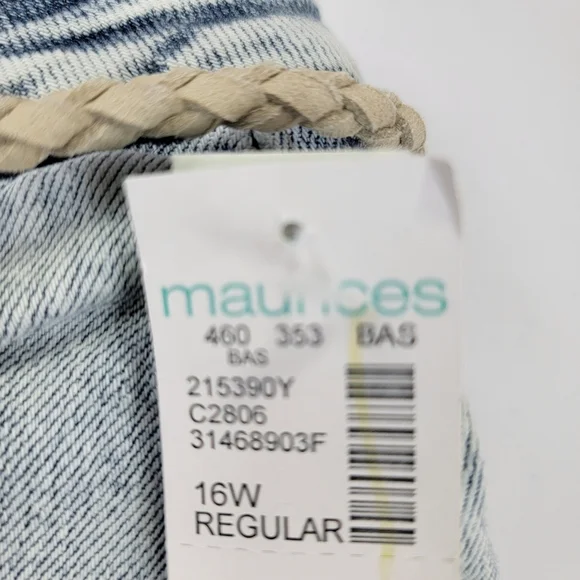 maurices
460 353 BAS
BAS
215390Y
C2806
31468903F
16W
REGULAR